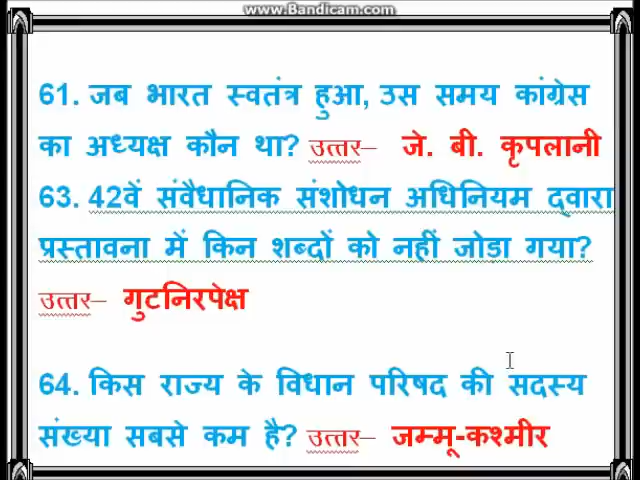 www.Bandicam.com
61. जब भारत स्वतंत्र हुआ, उस समय कांग्रेस
का अध्यक्ष कौन था? उत्तर– जे. बी. कृपलानी
63. 42वें संवैधानिक संशोधन अधिनियम द्वारा
प्रस्तावना में किन शब्दों को नहीं जोड़ा गया?
उत्तर– गुटनिरपेक्ष
64. किस राज्य के विधान परिषद की सदस्य
संख्या सबसे कम है? उत्तर– जम्मू-कश्मीर